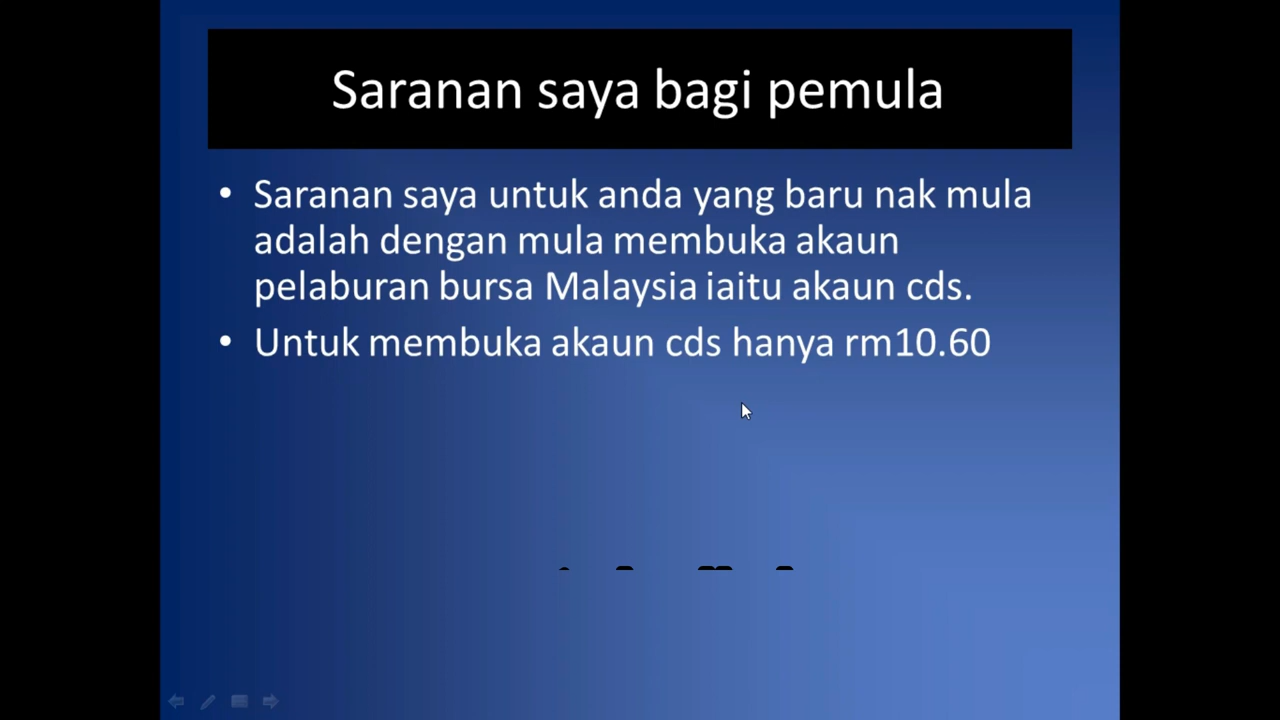 Saranan saya bagi pemula
• Saranan saya untuk anda yang baru nak mula
adalah dengan mula membuka akaun
pelaburan bursa Malaysia iaitu akaun cds.
• Untuk membuka akaun cds hanya rm10.60